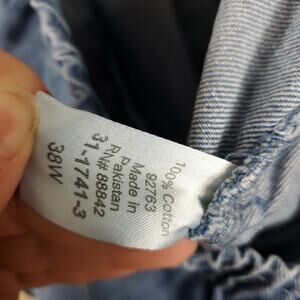 100% Cotton
92763
Made in
Pakistan
RN# 88842
31-1741-3
38W